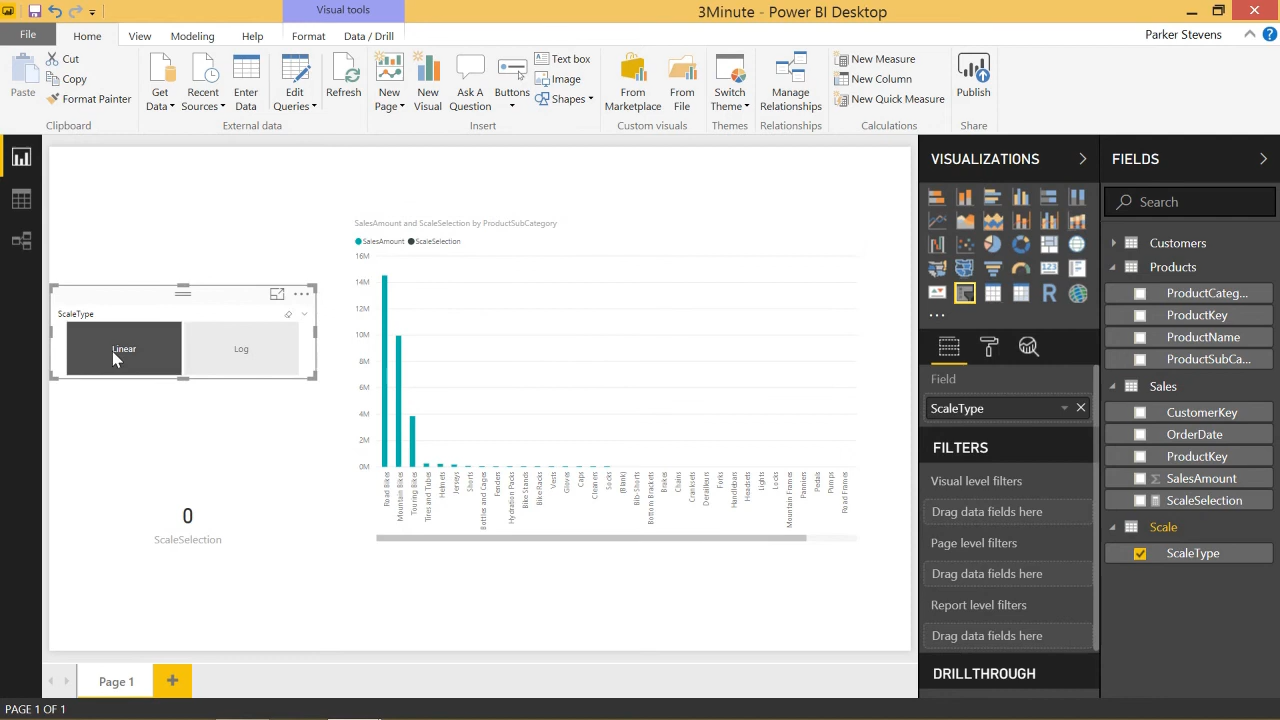 Visual tools
3Minute - Power BI Desktop
File
Home
View
Modeling
Help
Format
Data / Drill
Parker Stevens
Paste
Cut
Copy
Format Painter
Clipboard
Get
Data
Recent
Sources
Enter
Data
Edit
Queries
Refresh
External data
New
Page
New
Visual
Ask A
Question
Buttons
Text box
Image
Shapes
Insert
From
Marketplace
From
File
Custom visuals
Switch
Theme
Themes
Manage
Relationships
Relationships
New Measure
New Column
New Quick Measure
Calculations
Publish
Share
ScaleType
Linear
Log
0
ScaleSelection
SalesAmount and ScaleSelection by ProductSubCategory
SalesAmount
ScaleSelection
16M
14M
12M
10M
8M
6M
4M
2M
0M
Road Bikes
Mountain Bikes
Touring Bikes
Tires and Tubes
Helmets
Jerseys
Shorts
Bottles and Cages
Fenders
Hydration Packs
Bike Stands
Bike Racks
Vests
Gloves
Caps
Cleaners
Socks
(Blank)
Bib-Shorts
Bottom Brackets
Brakes
Chains
Cranksets
Derailleurs
Forks
Handlebars
Headsets
Lights
Locks
Mountain Frames
Panniers
Pedals
Pumps
Road Frames
VISUALIZATIONS
123
R
Field
ScaleType
FILTERS
Visual level filters
Drag data fields here
Page level filters
Drag data fields here
Report level filters
Drag data fields here
DRILLTHROUGH
FIELDS
Search
Customers
Products
ProductCateg...
ProductKey
ProductName
ProductSubCa...
Sales
CustomerKey
OrderDate
ProductKey
Σ SalesAmount
ScaleSelection
Scale
ScaleType
Page 1
PAGE 1 OF 1